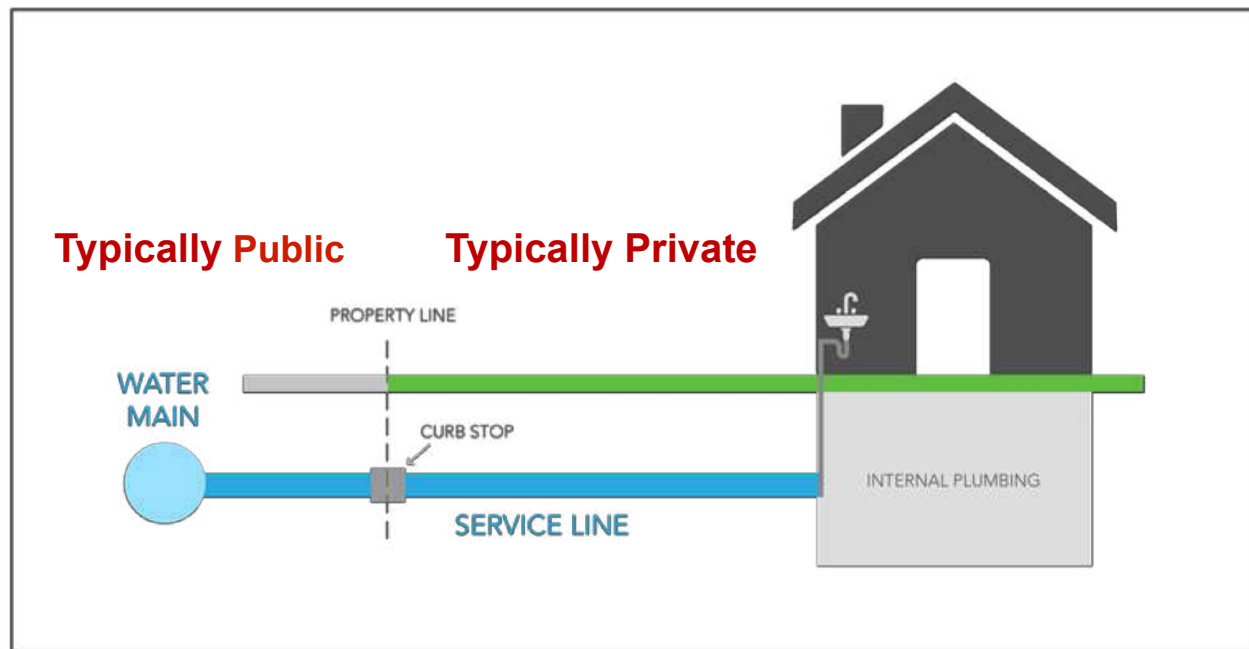 Typically Public
Typically Private
PROPERTY LINE
WATER
MAIN
CURB STOP
SERVICE LINE
INTERNAL PLUMBING